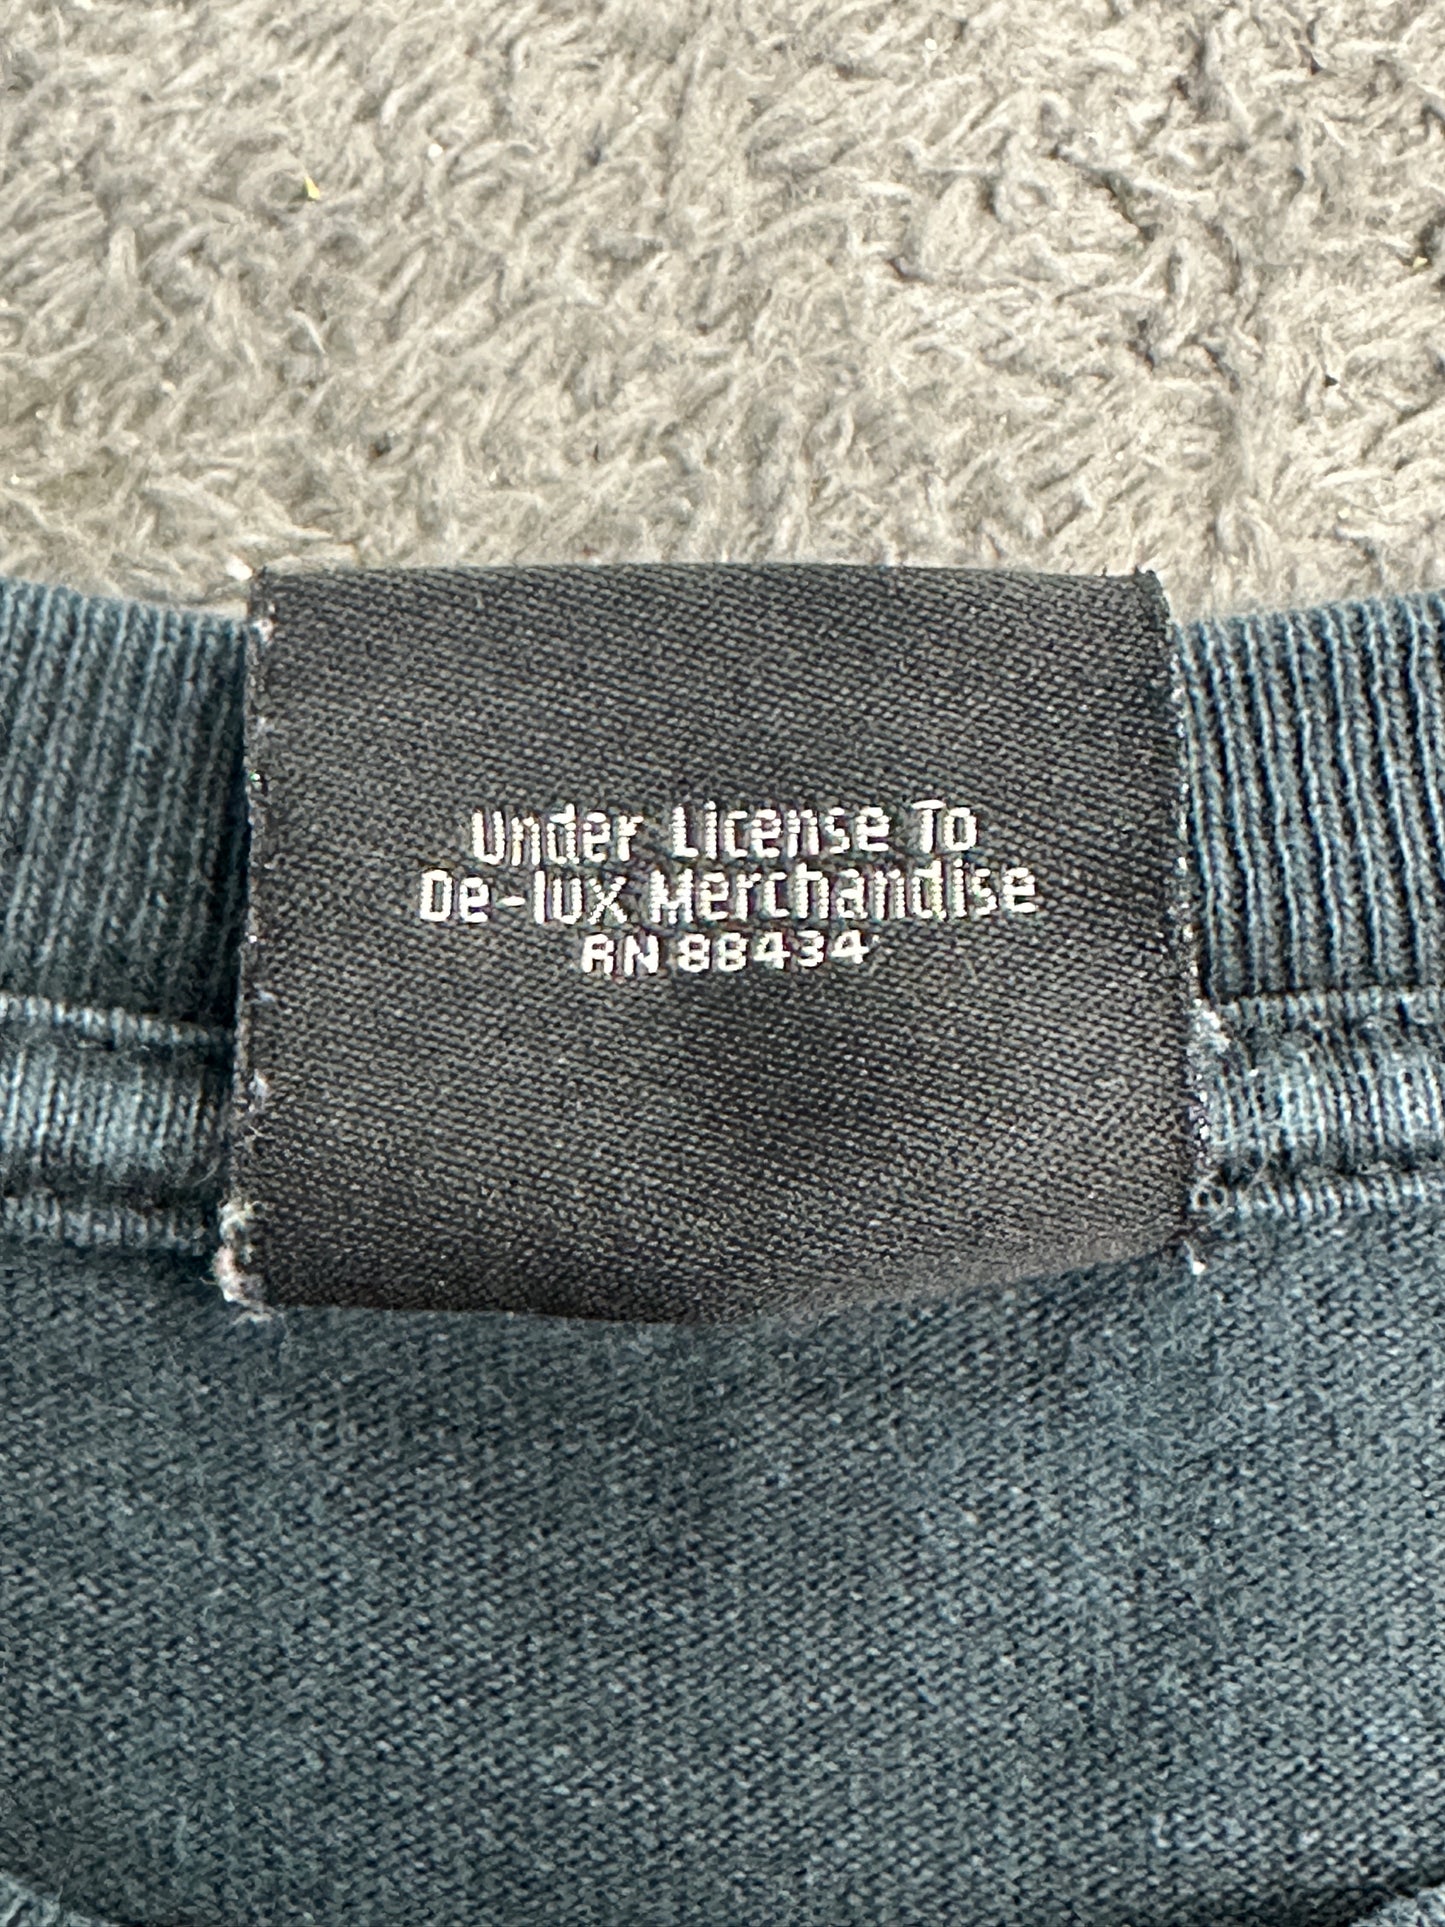 Under License To
De-lux Merchandise
RN 88434